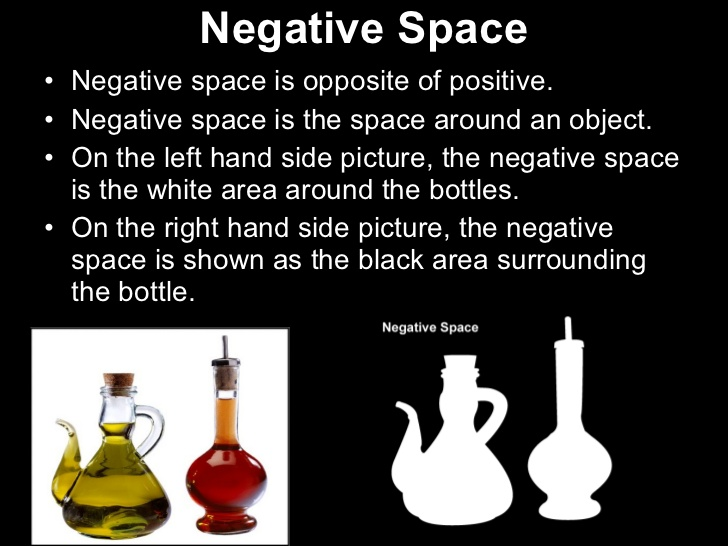 Negative Space
• Negative space is opposite of positive.
• Negative space is the space around an object.
• On the left hand side picture, the negative space
is the white area around the bottles.
• On the right hand side picture, the negative
space is shown as the black area surrounding
the bottle.
Negative Space